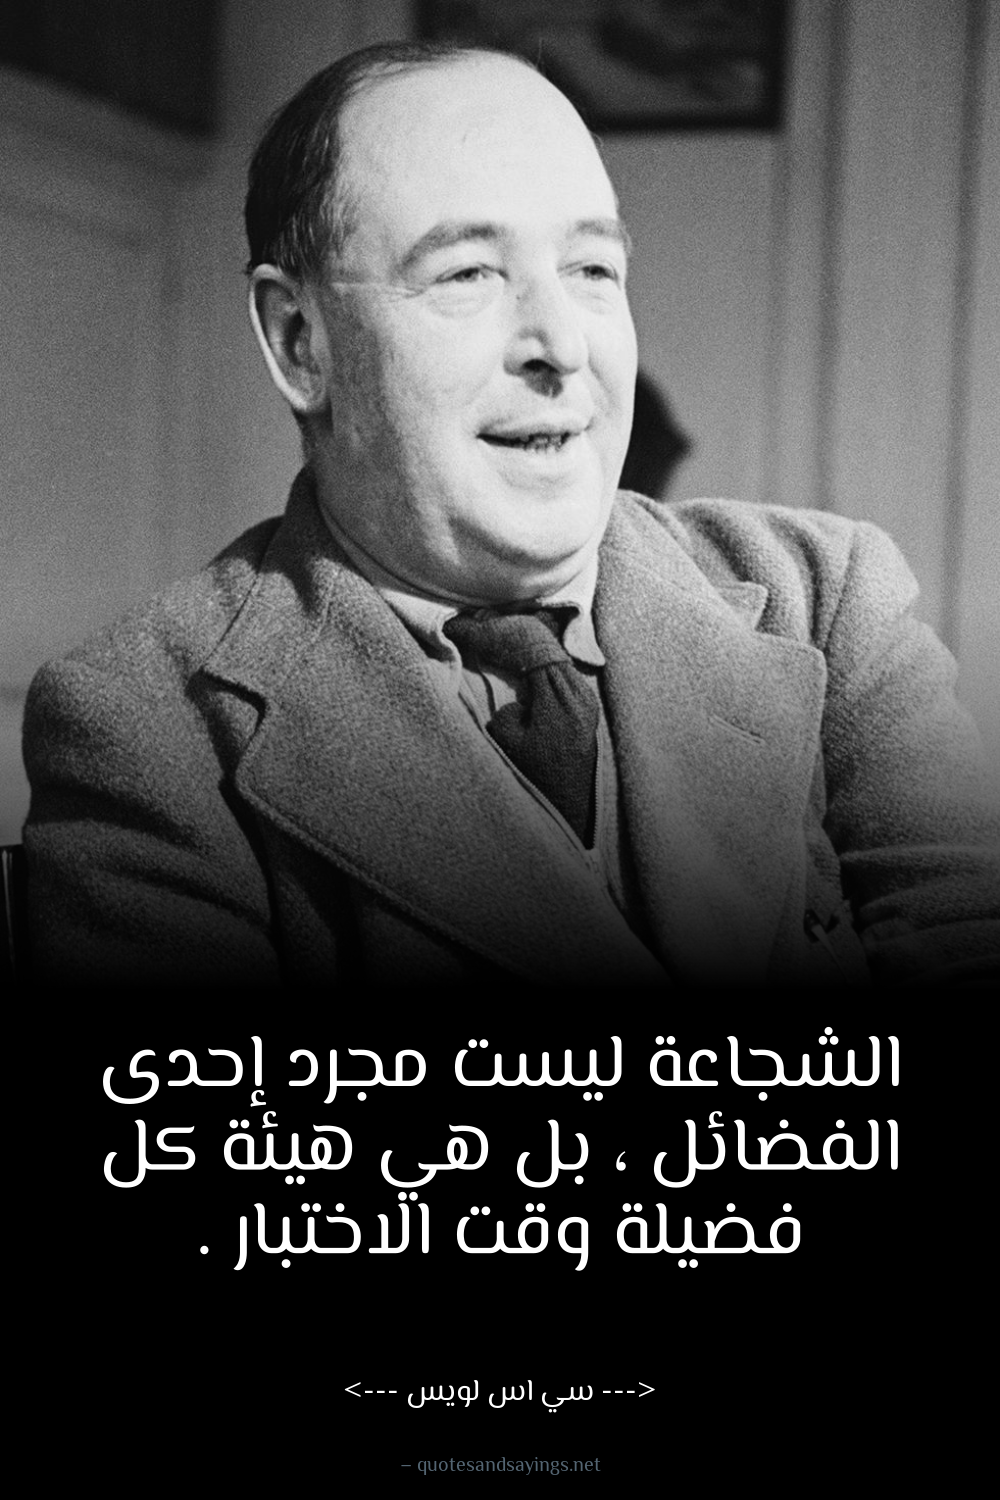 الشجاعة ليست مجرد إحدى
الفضائل ، بل هي هيئة كل
فضيلة وقت الاختبار .
<--- سي اس لويس --->
– quotesandsayings.net